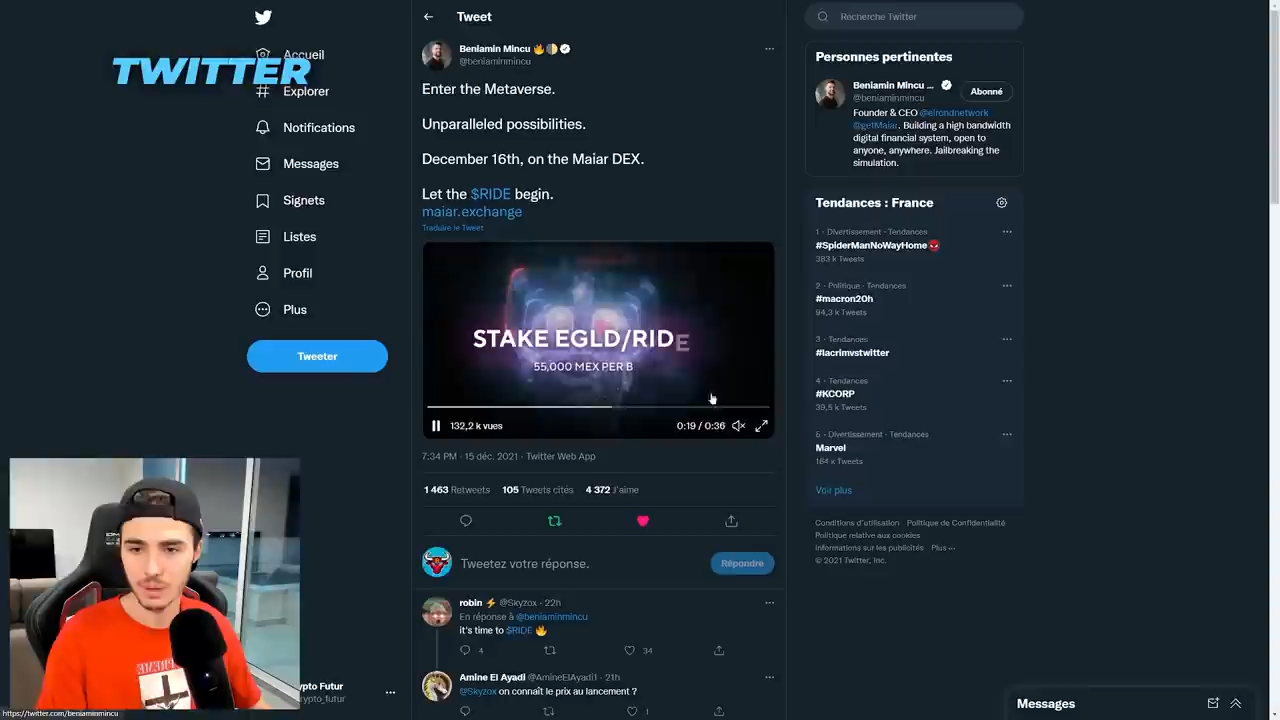 TWITTER
Accueil
Explorer
Notifications
Messages
Signets
Listes
Profil
Plus
Tweeter
Tweet
Beniamin Mincu
@beniaminmincu
Enter the Metaverse.
Unparalleled possibilities.
December 16th, on the Maiar DEX.
Let the $RIDE begin.
maiar.exchange
Traduire le Tweet
STAKE EGLD/RIDE
55,000 MEX PER B
132,2 k vues
0:19 / 0:36
7:34 PM · 15 déc. 2021 · Twitter Web App
1 463 Retweets 105 Tweets cités 4 372 J'aime
Tweetez votre réponse.
Répondre
robin ⚡ @Skyzox · 22h
En réponse à @beniaminmincu
it's time to $RIDE 🔥
4
34
Amine El Ayadi @AmineElAyadi1 · 21h
@Skyzox on connaît le prix au lancement ?
1
Recherche Twitter
Personnes pertinentes
Beniamin Mincu ...
@beniaminmincu
Abonné
Founder & CEO @elrondnetwork
@getMaiar. Building a high bandwidth
digital financial system, open to
anyone, anywhere. Jailbreaking the
simulation.
Tendances : France
1 · Divertissement · Tendances
#SpiderManNoWayHome
383 k Tweets
2 · Politique · Tendances
#macron20h
94,3 k Tweets
3 · Tendances
#lacrimvstwitter
4 · Tendances
#KCORP
39,5 k Tweets
5 · Divertissement · Tendances
Marvel
164 k Tweets
Voir plus
Conditions d'utilisation Politique de Confidentialité
Politique relative aux cookies
Informations sur les publicités Plus ···
© 2021 Twitter, Inc.
Messages
ypto Futur
rypto_futur
https://twitter.com/beniaminmincu